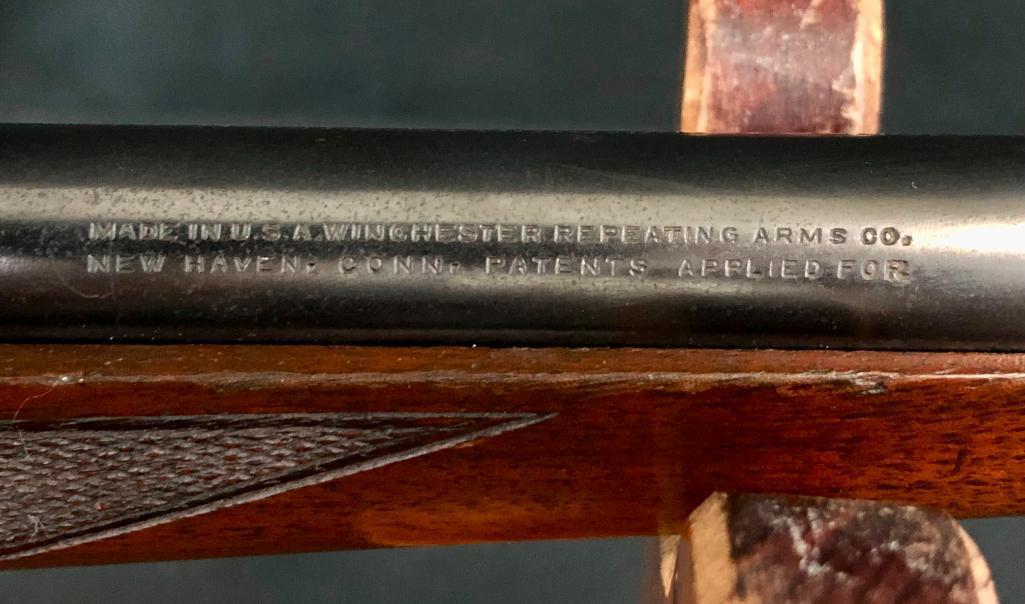 MADE IN U.S.A. WINCHESTER REPEATING ARMS CO.
NEW HAVEN, CONN. PATENTS APPLIED FOR